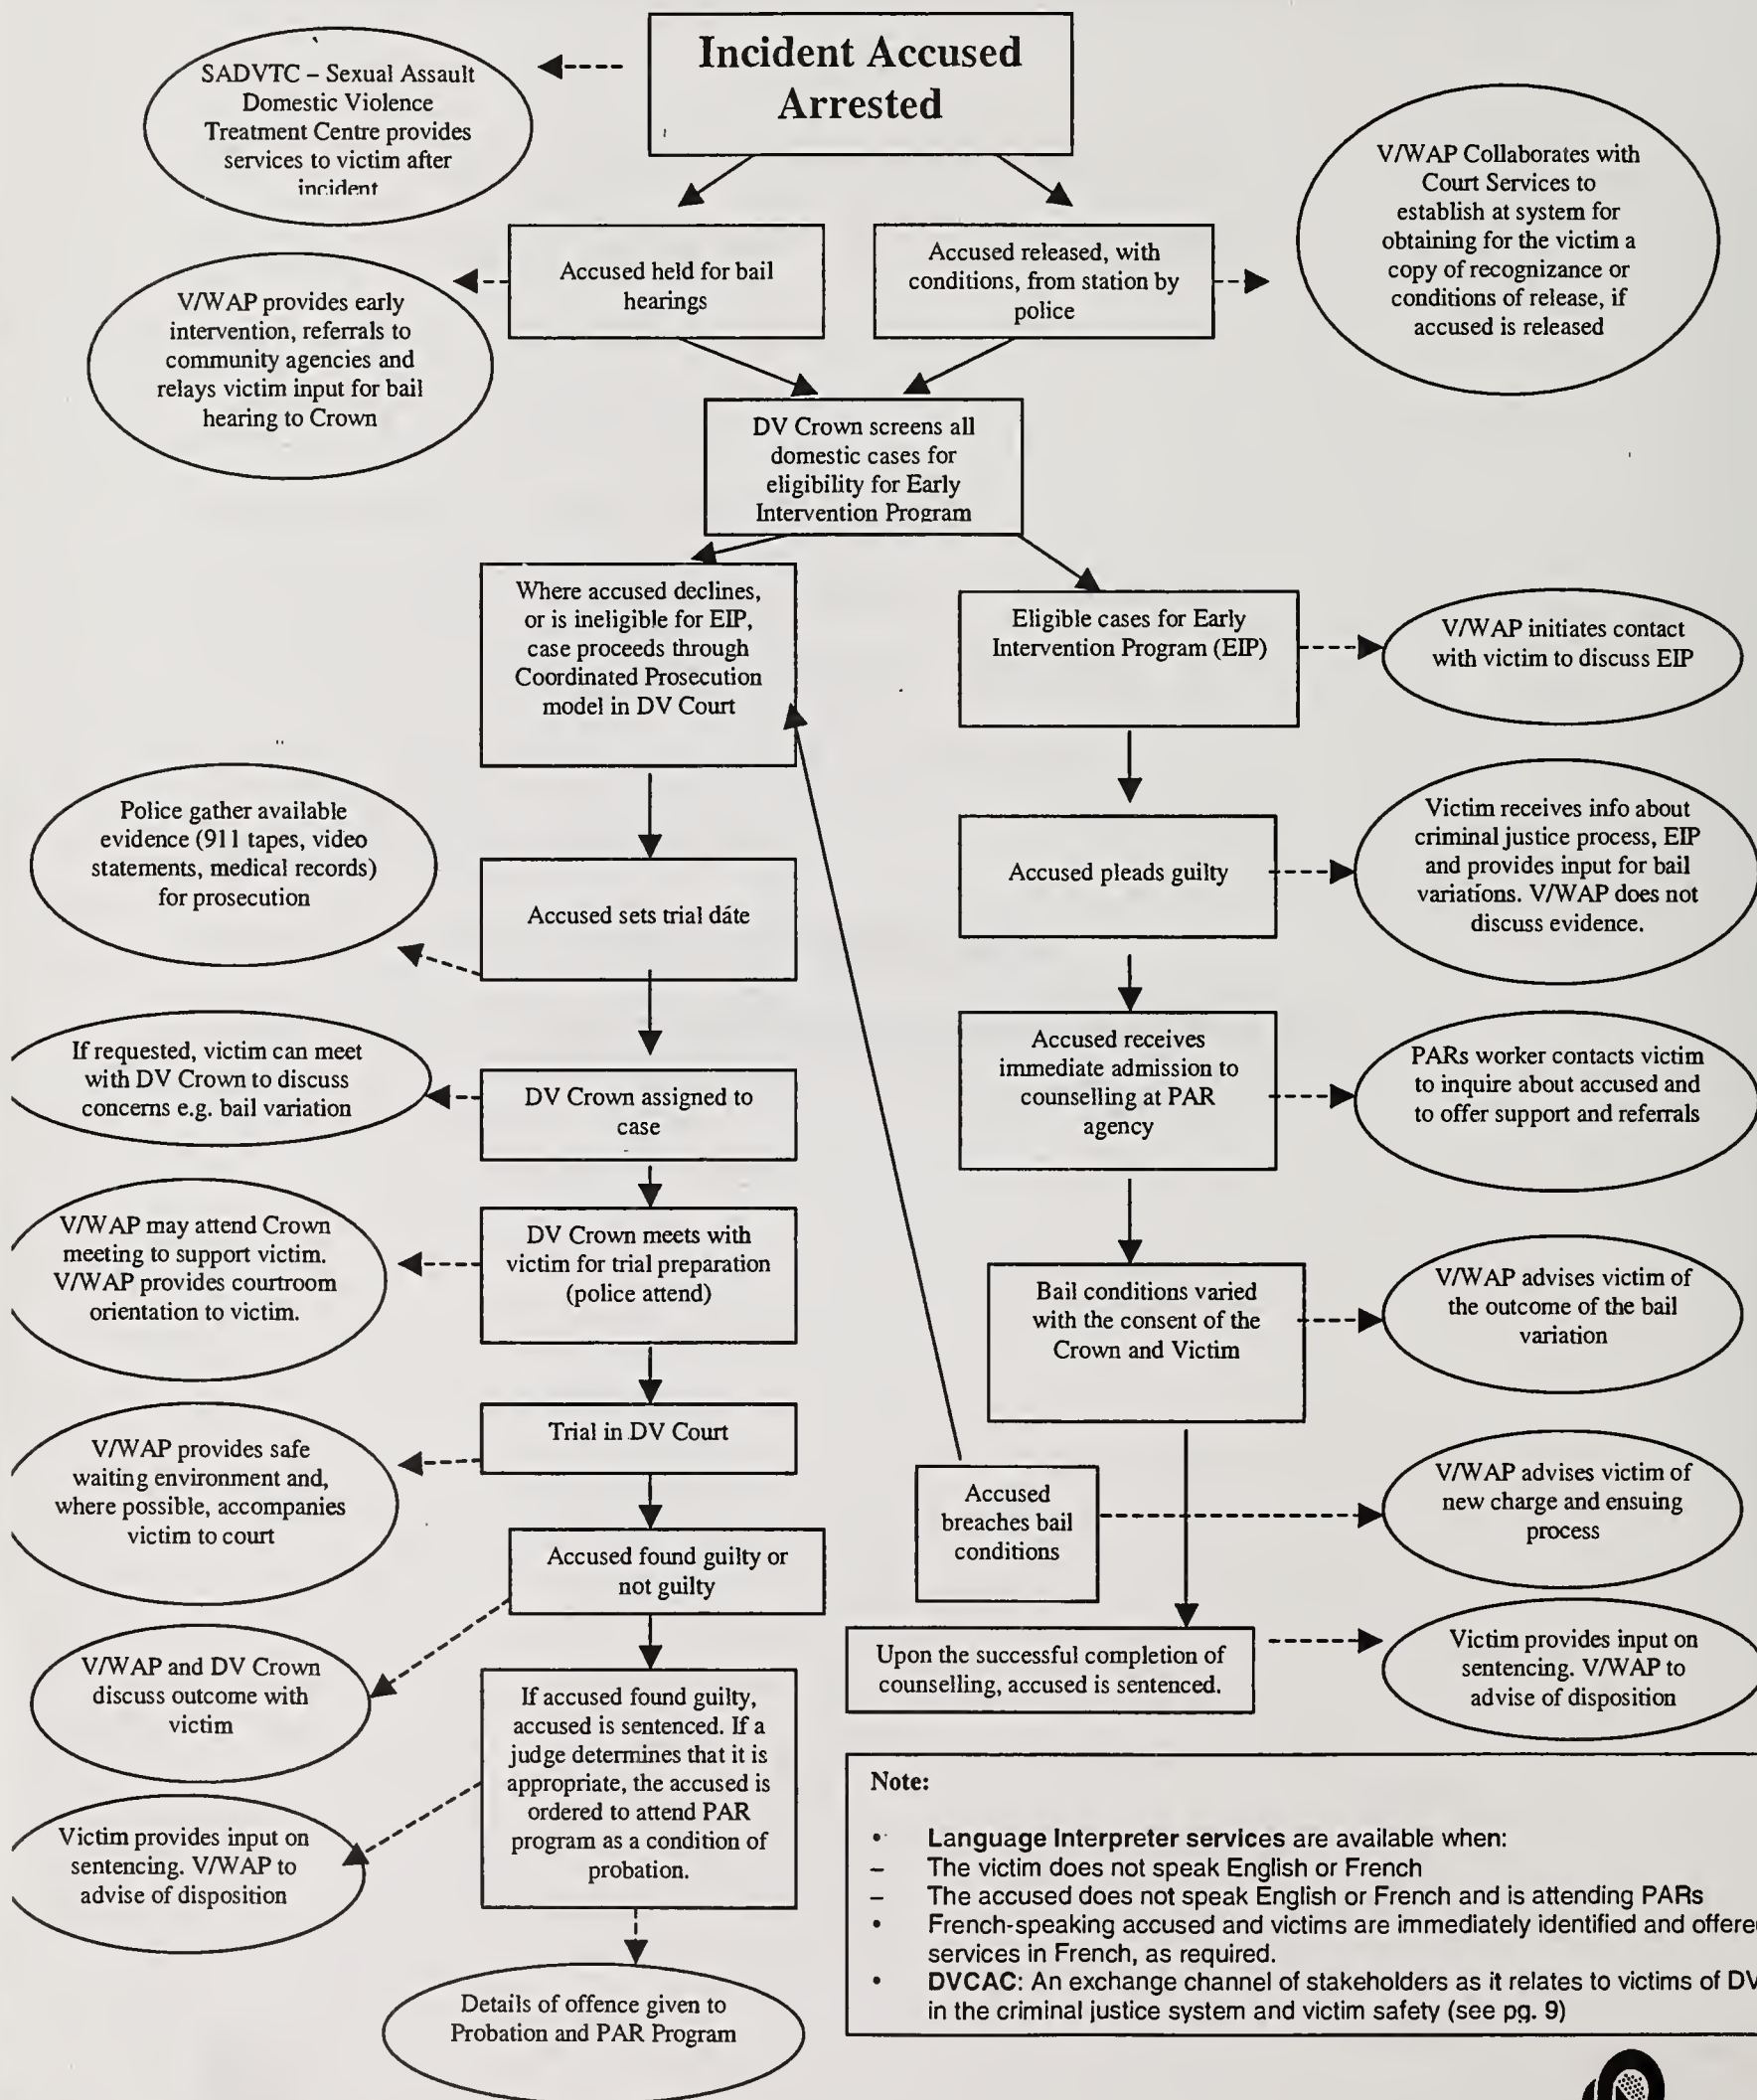 Incident Accused
Arrested
SADVTC – Sexual Assault
Domestic Violence
Treatment Centre provides
services to victim after
incident
V/WAP Collaborates with
Court Services to
establish at system for
obtaining for the victim a
copy of recognizance or
conditions of release, if
accused is released
Accused held for bail
hearings
Accused released, with
conditions, from station by
police
V/WAP provides early
intervention, referrals to
community agencies and
relays victim input for bail
hearing to Crown
DV Crown screens all
domestic cases for
eligibility for Early
Intervention Program
Where accused declines,
or is ineligible for EIP,
case proceeds through
Coordinated Prosecution
model in DV Court
Eligible cases for Early
Intervention Program (EIP)
V/WAP initiates contact
with victim to discuss EIP
Police gather available
evidence (911 tapes, video
statements, medical records)
for prosecution
Accused sets trial date
Accused pleads guilty
Victim receives info about
criminal justice process, EIP
and provides input for bail
variations. V/WAP does not
discuss evidence.
If requested, victim can meet
with DV Crown to discuss
concerns e.g. bail variation
DV Crown assigned to
case
Accused receives
immediate admission to
counselling at PAR
agency
PARs worker contacts victim
to inquire about accused and
to offer support and referrals
V/WAP may attend Crown
meeting to support victim.
V/WAP provides courtroom
orientation to victim.
DV Crown meets with
victim for trial preparation
(police attend)
Bail conditions varied
with the consent of the
Crown and Victim
V/WAP advises victim of
the outcome of the bail
variation
V/WAP provides safe
waiting environment and,
where possible, accompanies
victim to court
Trial in DV Court
Accused
breaches bail
conditions
V/WAP advises victim of
new charge and ensuing
process
Accused found guilty or
not guilty
V/WAP and DV Crown
discuss outcome with
victim
Upon the successful completion of
counselling, accused is sentenced.
Victim provides input on
sentencing. V/WAP to
advise of disposition
If accused found guilty,
accused is sentenced. If a
judge determines that it is
appropriate, the accused is
ordered to attend PAR
program as a condition of
probation.
Victim provides input on
sentencing. V/WAP to
advise of disposition
Details of offence given to
Probation and PAR Program
Note:
• Language Interpreter services are available when:
– The victim does not speak English or French
– The accused does not speak English or French and is attending PARs
• French-speaking accused and victims are immediately identified and offere
services in French, as required.
• DVCAC: An exchange channel of stakeholders as it relates to victims of DV
in the criminal justice system and victim safety (see pg. 9)